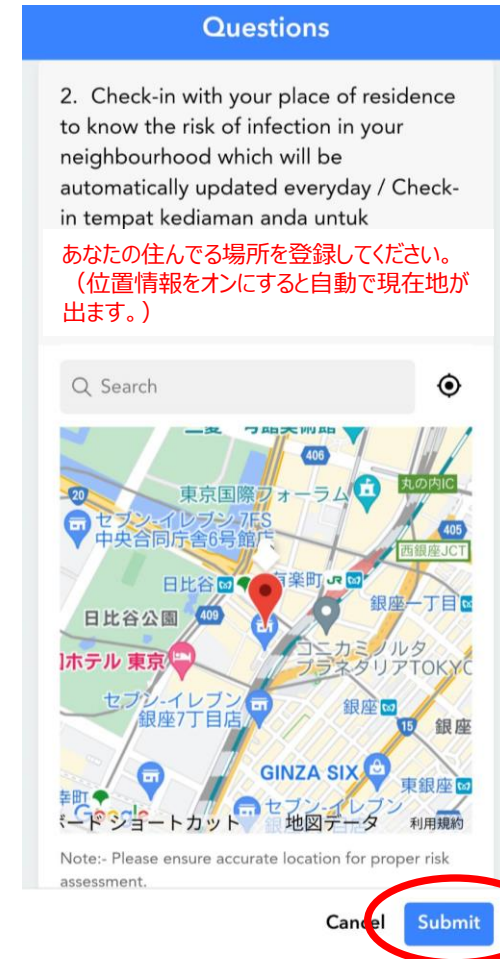 Questions
2. Check-in with your place of residence
to know the risk of infection in your
neighbourhood which will be
automatically updated everyday / Check-
in tempat kediaman anda untuk
あなたの住んでる場所を登録してください。
（位置情報をオンにすると自動で現在地が
出ます。）
Search
406
丸の内IC
20
東京国際フォーラム
セブン-イレブン 7FS
中央合同庁舎6号館店
405
西銀座JCT
日比谷
有楽町
銀座一丁目
日比谷公園
409
コニカミノルタ
プラネタリアTOKYO
ホテル 東京
セブン-イレブン
銀座7丁目店
銀座
15
銀座
GINZA SIX
東銀座
幸町
セブン-イレブン
Google
ボード ショートカット
地図データ
利用規約
Note:- Please ensure accurate location for proper risk
assessment.
Cancel
Submit